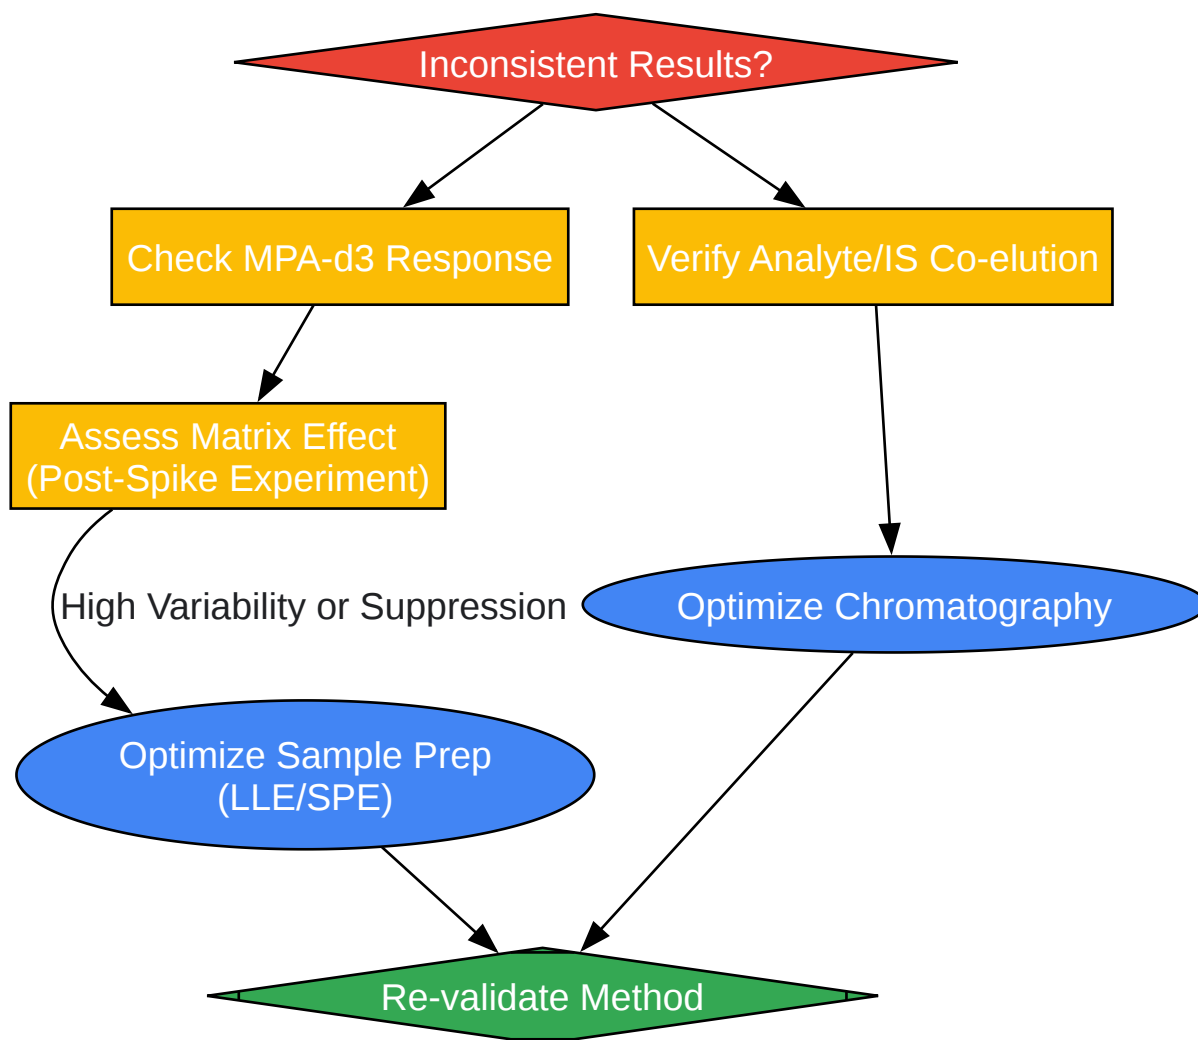 Inconsistent Results?
Check MPA-d3 Response
Verify Analyte/IS Co-elution
Assess Matrix Effect
(Post-Spike Experiment)
High Variability or Suppression
Optimize Chromatography
Optimize Sample Prep
(LLE/SPE)
Re-validate Method